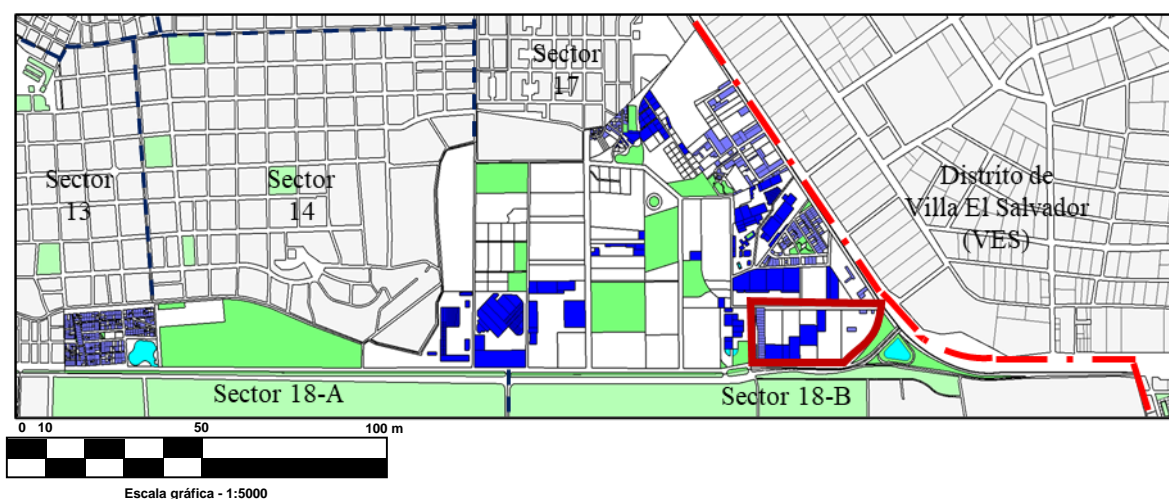 Sector
17
Sector
13
Sector
14
Distrito de
Villa El Salvador
(VES)
Sector 18-A
Sector 18-B
0 10 50 100 m
Escala gráfica - 1:5000